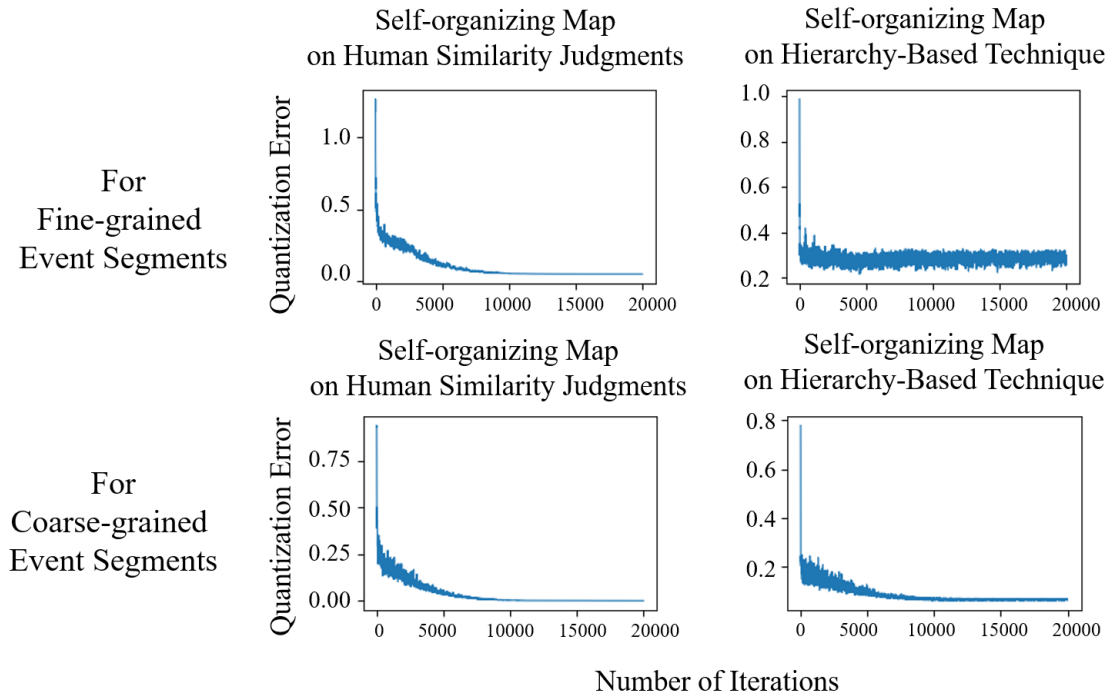 Self-organizing Map
on Human Similarity Judgments
Self-organizing Map
on Hierarchy-Based Technique
For
Fine-grained
Event Segments
Quantization Error
1.0
0.5
0.0
0
5000
10000
15000
20000
1.0
0.8
0.6
0.4
0.2
0
5000
10000
15000
20000
Self-organizing Map
on Human Similarity Judgments
Self-organizing Map
on Hierarchy-Based Technique
For
Coarse-grained
Event Segments
Quantization Error
0.75
0.50
0.25
0.00
0
5000
10000
15000
20000
0.8
0.6
0.4
0.2
0
5000
10000
15000
20000
Number of Iterations